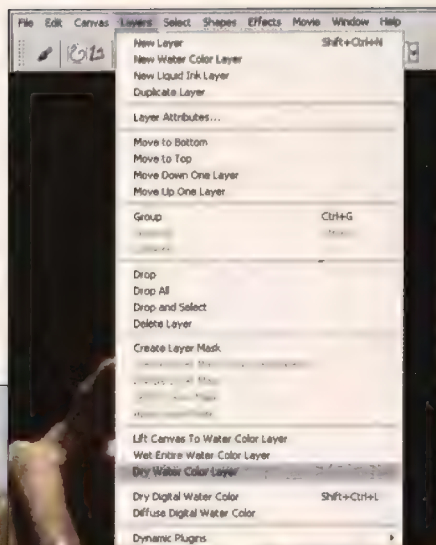 File Edit Canvas Layers Select Shapes Effects Movie Window Help
New Layer Shift+Ctrl+N
New Water Color Layer
New Liquid Ink Layer
Duplicate Layer
Layer Attributes...
Move to Bottom
Move to Top
Move Down One Layer
Move Up One Layer
Group Ctrl+G
Drop
Drop All
Drop and Select
Delete Layer
Create Layer Mask
Lift Canvas To Water Color Layer
Wet Entire Water Color Layer
Dry Water Color Layer
Dry Digital Water Color Shift+Ctrl+L
Diffuse Digital Water Color
Dynamic Plugins